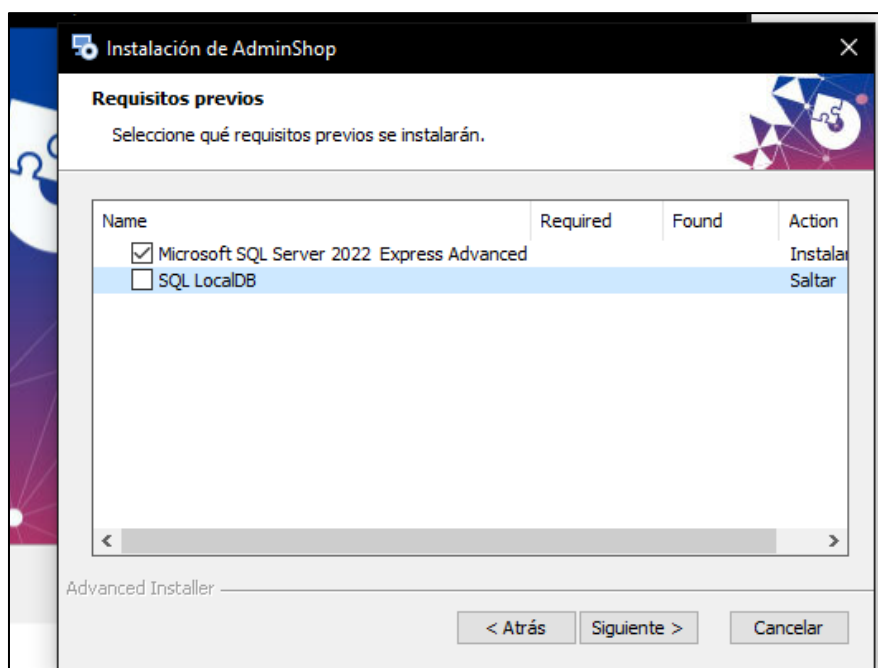 Instalación de AdminShop
Requisitos previos
Seleccione qué requisitos previos se instalarán.
Name Required Found Action
Microsoft SQL Server 2022 Express Advanced Instalar
SQL LocalDB Saltar
Advanced Installer
< Atrás Siguiente > Cancelar